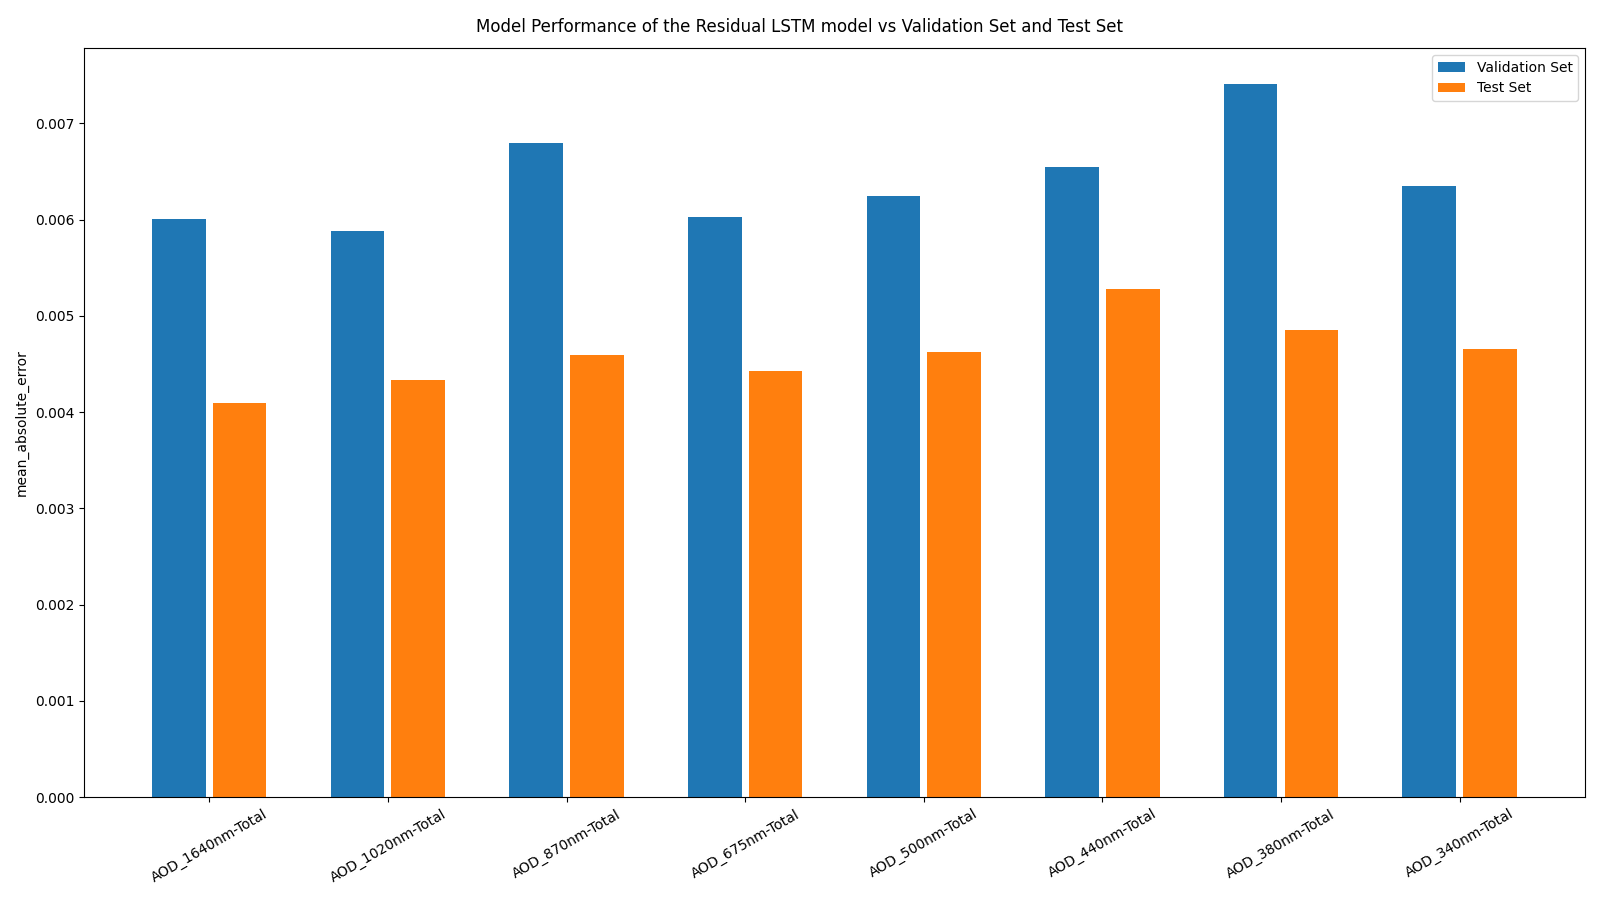 Model Performance of the Residual LSTM model vs Validation Set and Test Set
Validation Set
Test Set
mean_absolute_error
0.007
0.006
0.005
0.004
0.003
0.002
0.001
0.000
AOD_1640nm-Total
AOD_1020nm-Total
AOD_870nm-Total
AOD_675nm-Total
AOD_500nm-Total
AOD_440nm-Total
AOD_380nm-Total
AOD_340nm-Total